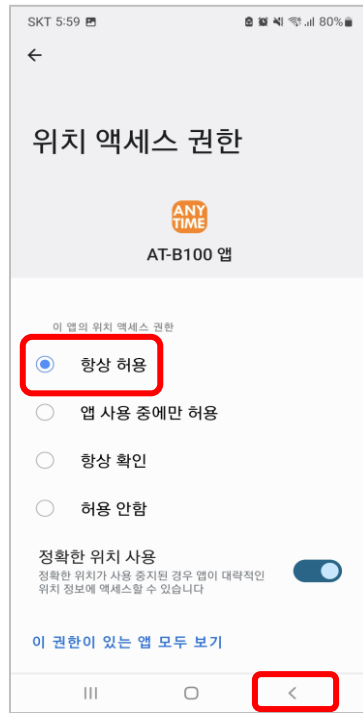 SKT 5:59 80%
위치 액세스 권한
ANY
TIME
AT-B100 앱
이 앱의 위치 액세스 권한
항상 허용
앱 사용 중에만 허용
항상 확인
허용 안함
정확한 위치 사용
정확한 위치가 사용 중지된 경우 앱이 대략적인
위치 정보에 액세스할 수 있습니다
이 권한이 있는 앱 모두 보기